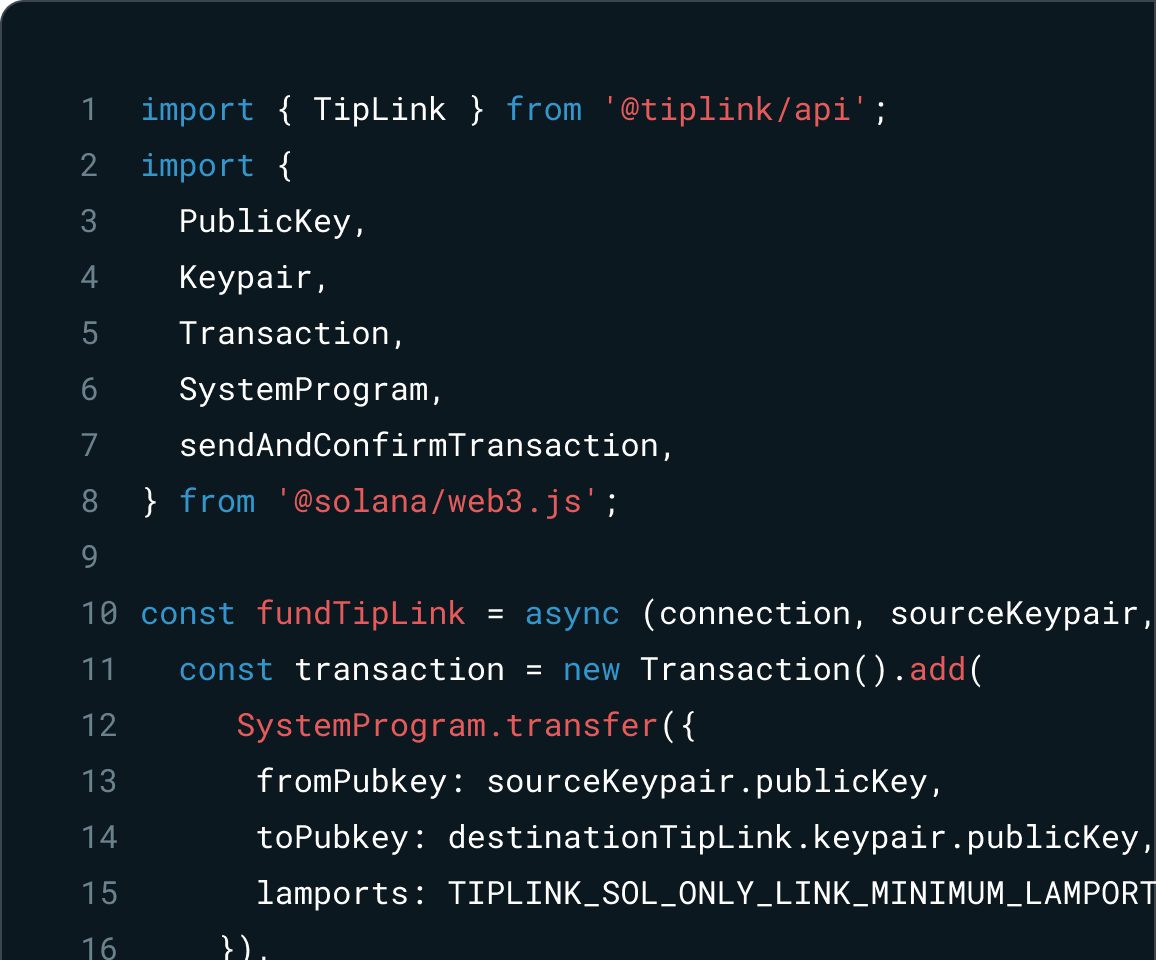 1 import { TipLink } from '@tiplink/api';
2 import {
3   PublicKey,
4   Keypair,
5   Transaction,
6   SystemProgram,
7   sendAndConfirmTransaction,
8 } from '@solana/web3.js';
9
10 const fundTipLink = async (connection, sourceKeypair,
11   const transaction = new Transaction().add(
12      SystemProgram.transfer({
13       fromPubkey: sourceKeypair.publicKey,
14       toPubkey: destinationTipLink.keypair.publicKey,
15       lamports: TIPLINK_SOL_ONLY_LINK_MINIMUM_LAMPORT
16     }),